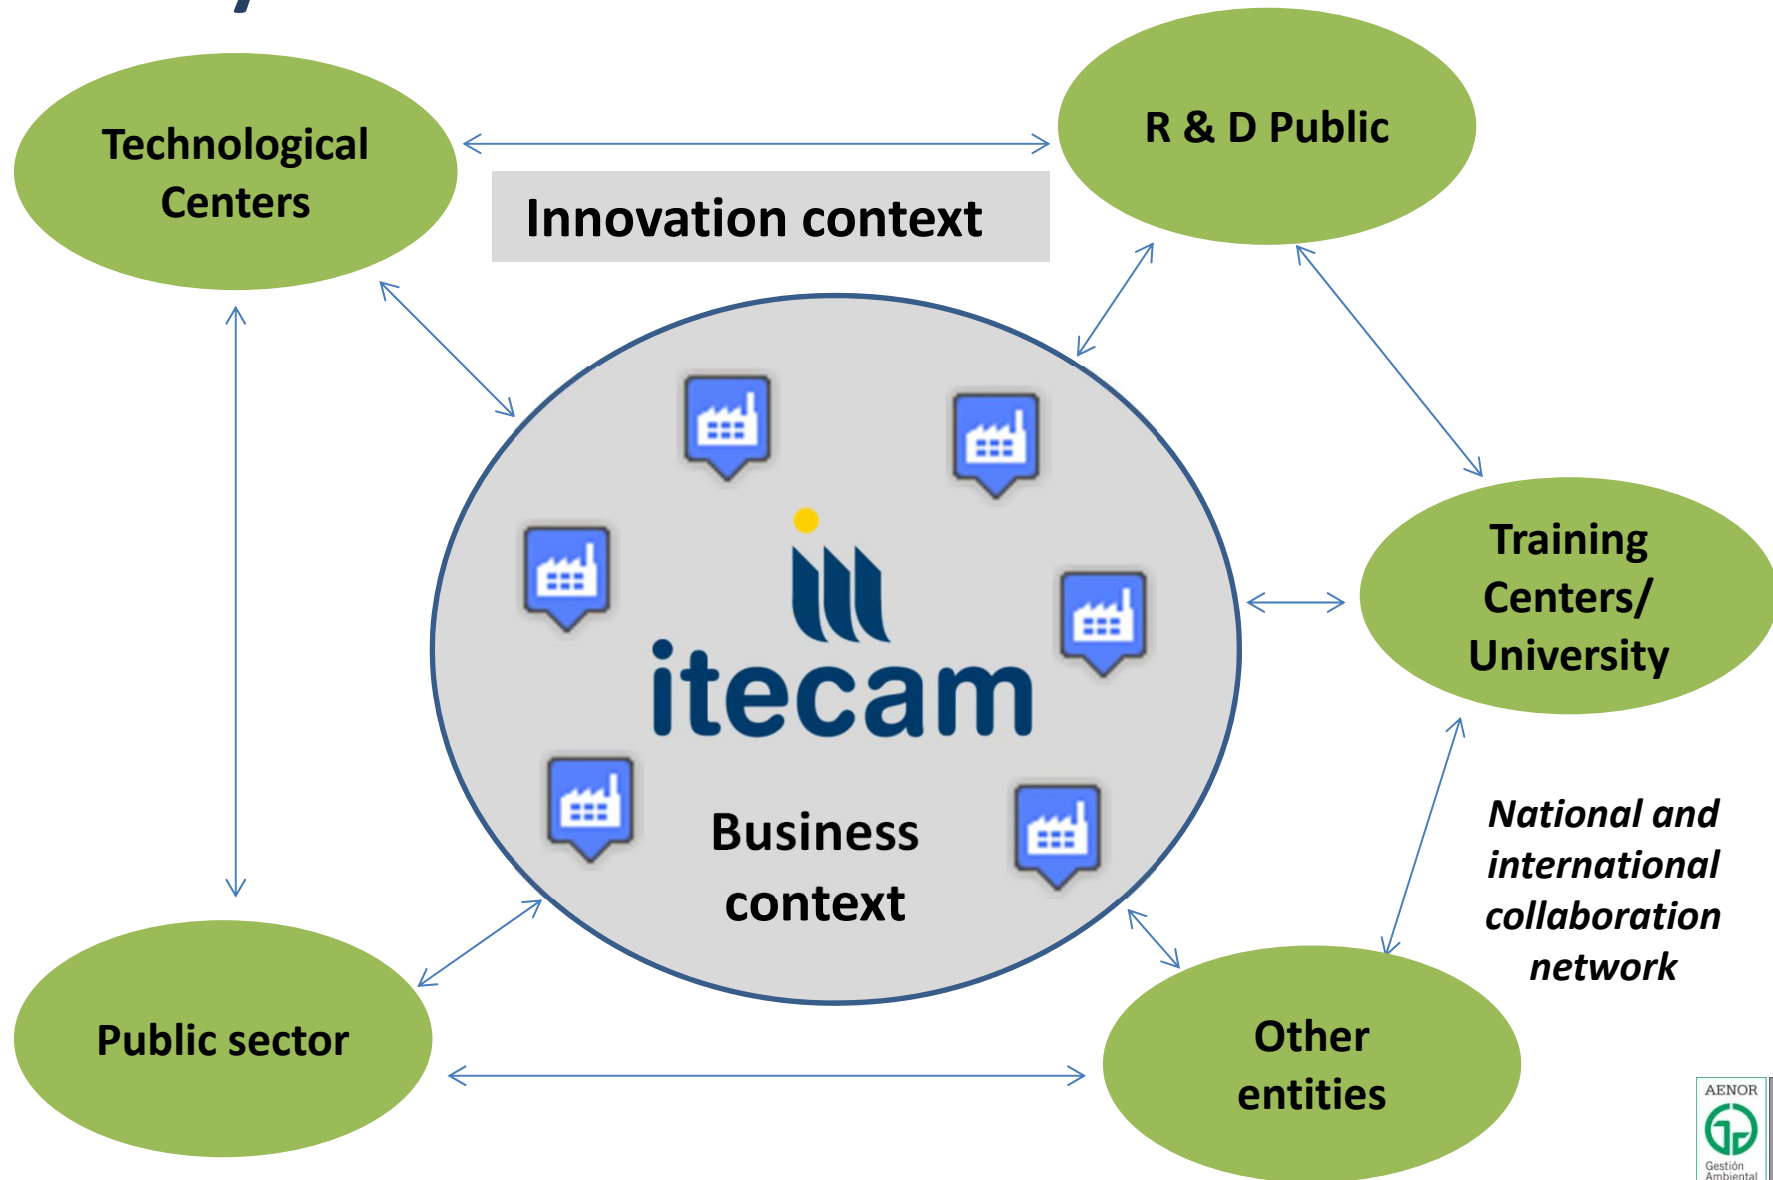 Technological
Centers
R & D Public
Innovation context
Training
Centers/
University
itecam
Business
context
National and
international
collaboration
network
Public sector
Other
entities
AENOR
Gestión
Ambiental